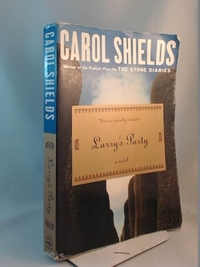 CAROL SHIELDS
Winner of the Pulitzer Prize for THE STONE DIARIES
Larry's Party
a novel
CAROL
SHIELDS
Larry's Party